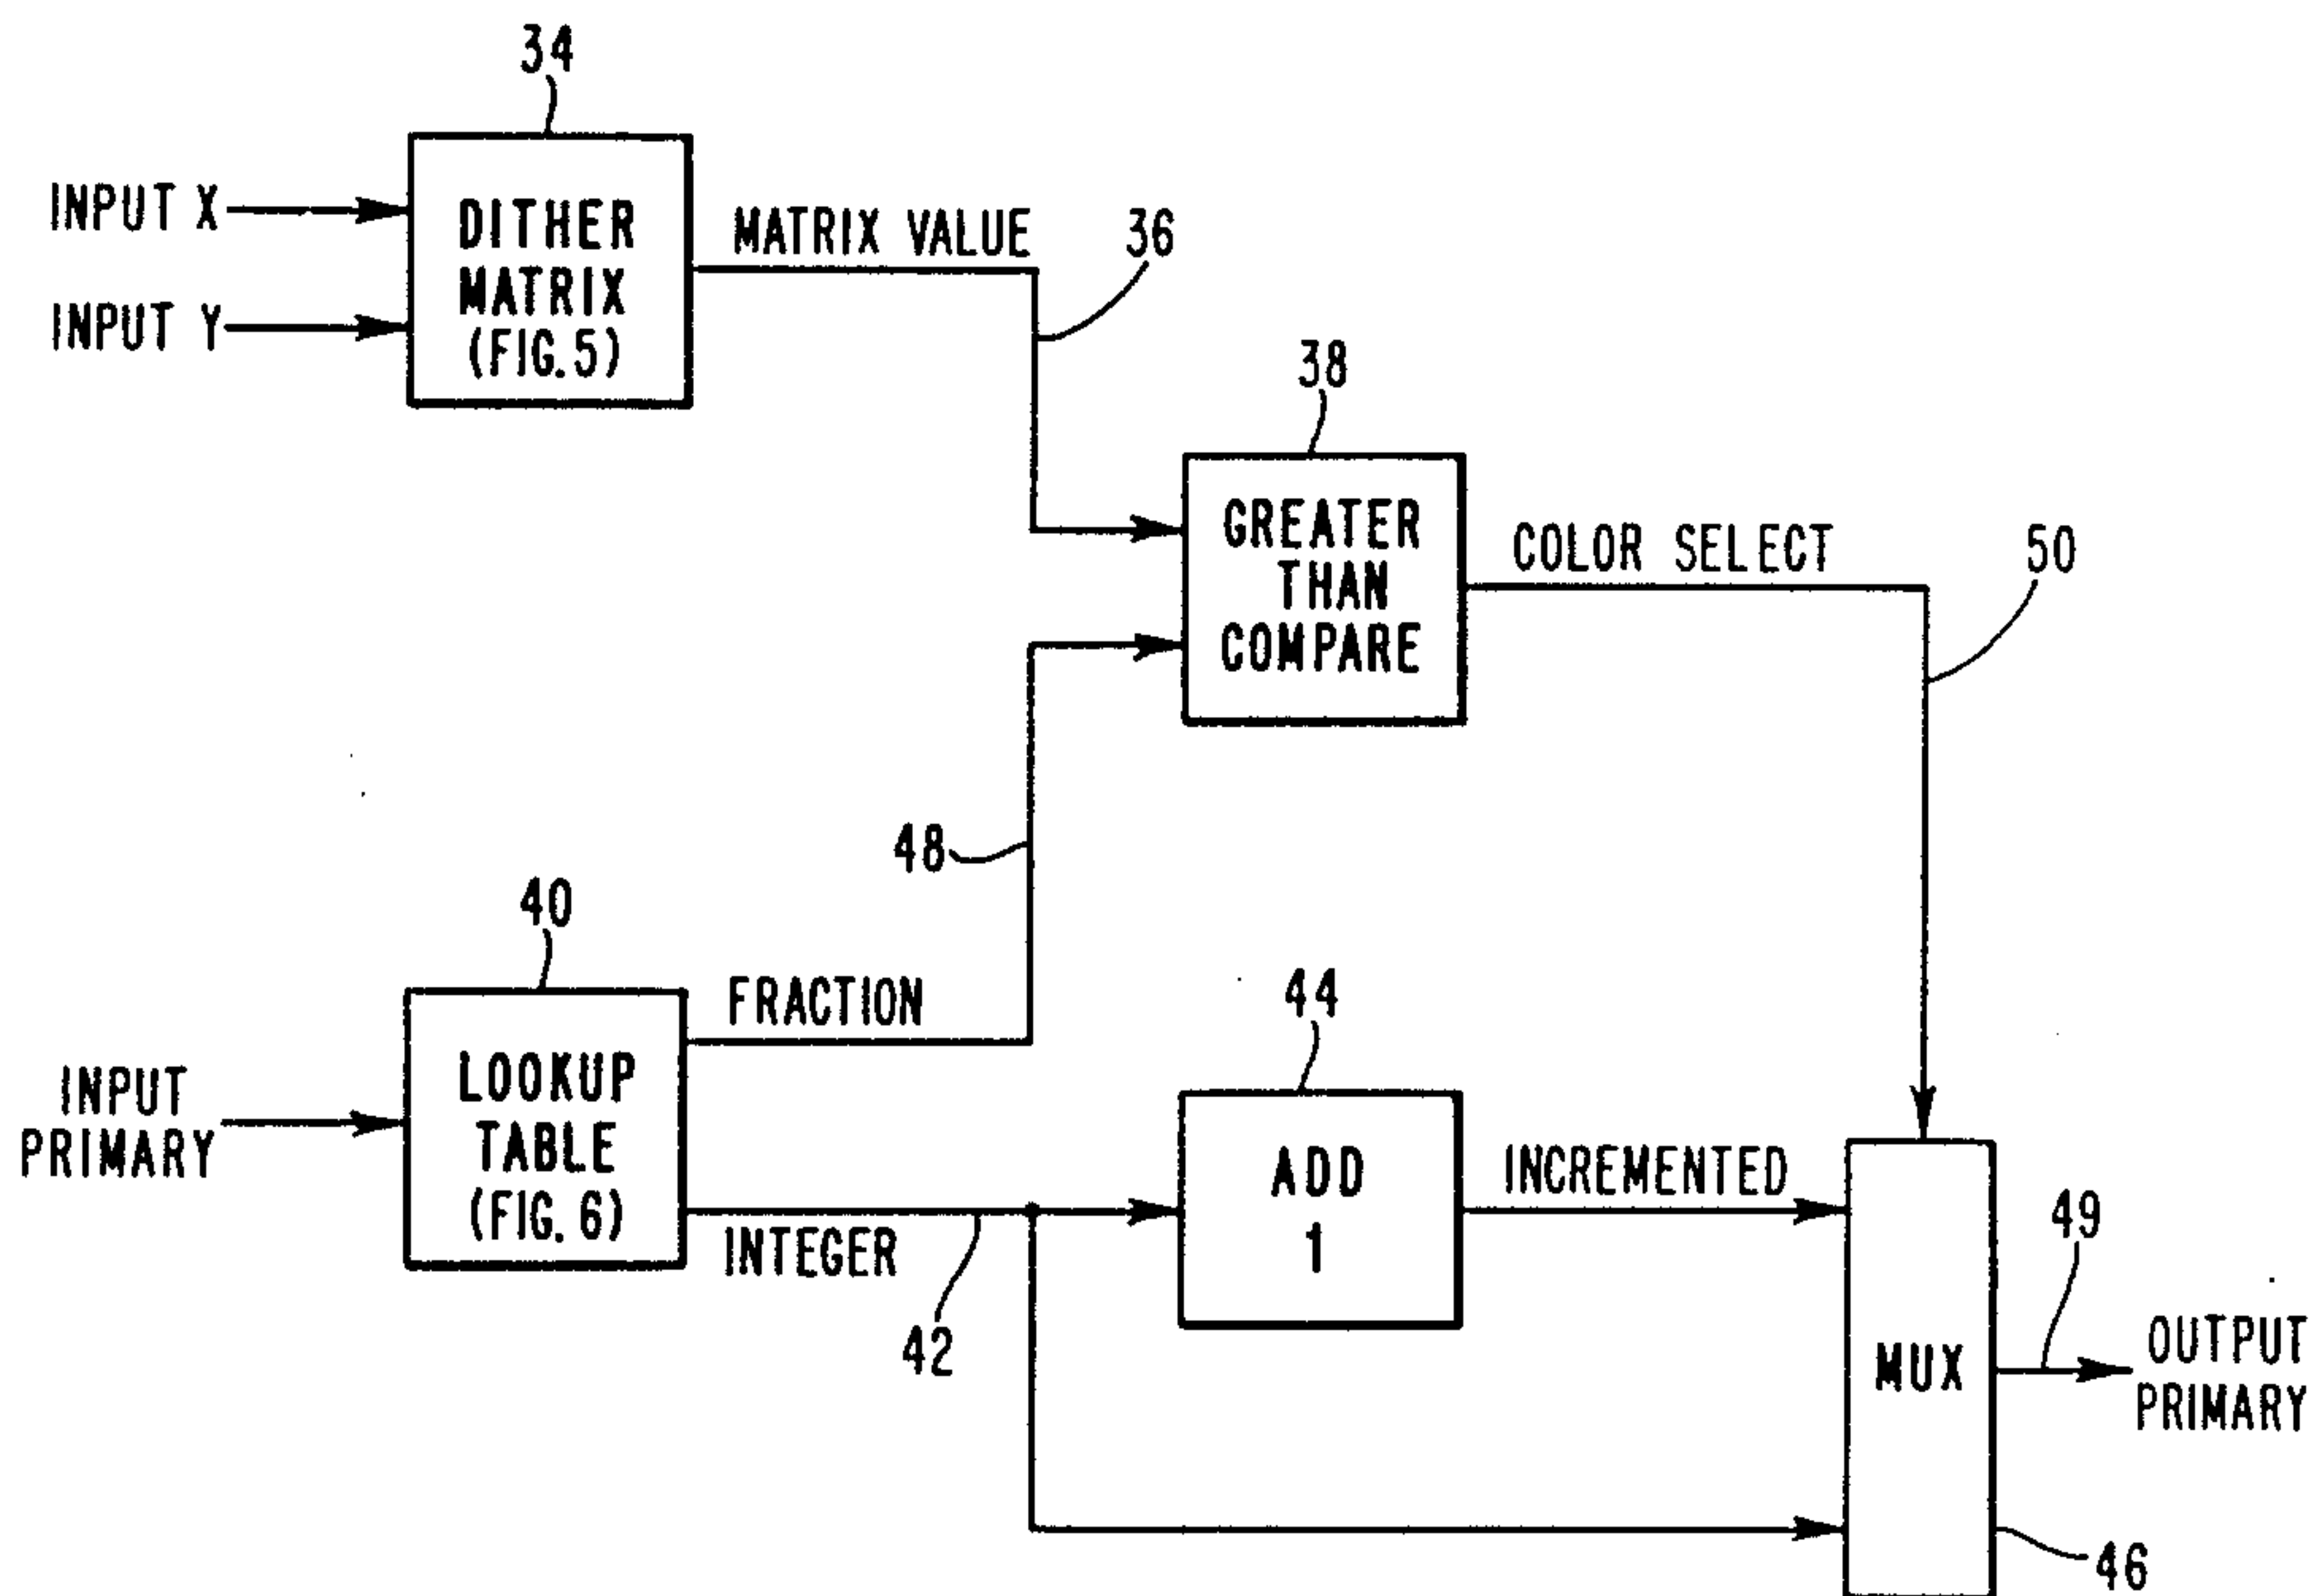 34
INPUT X
DITHER
MATRIX
(FIG. 5)
INPUT Y
MATRIX VALUE
36
38
GREATER
THAN
COMPARE
COLOR SELECT
50
48
40
FRACTION
INPUT
PRIMARY
LOOKUP
TABLE
(FIG. 6)
INTEGER
42
44
ADD
1
INCREMENTED
MUX
49
OUTPUT
PRIMARY
46